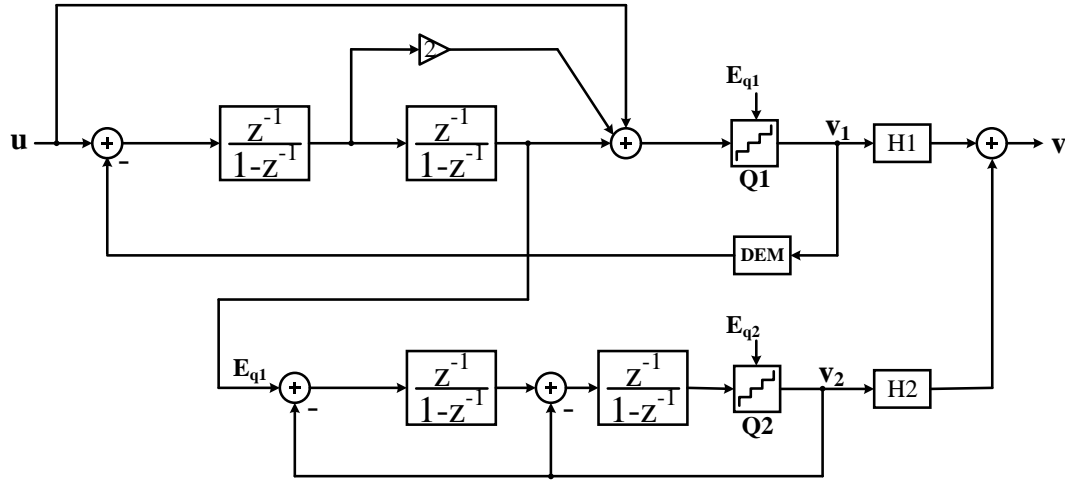 2
E_q1
u
+
-
z^-1
1-z^-1
z^-1
1-z^-1
+
v_1
H1
+
v
Q1
DEM
E_q2
E_q1
+
-
z^-1
1-z^-1
+
-
z^-1
1-z^-1
v_2
H2
Q2